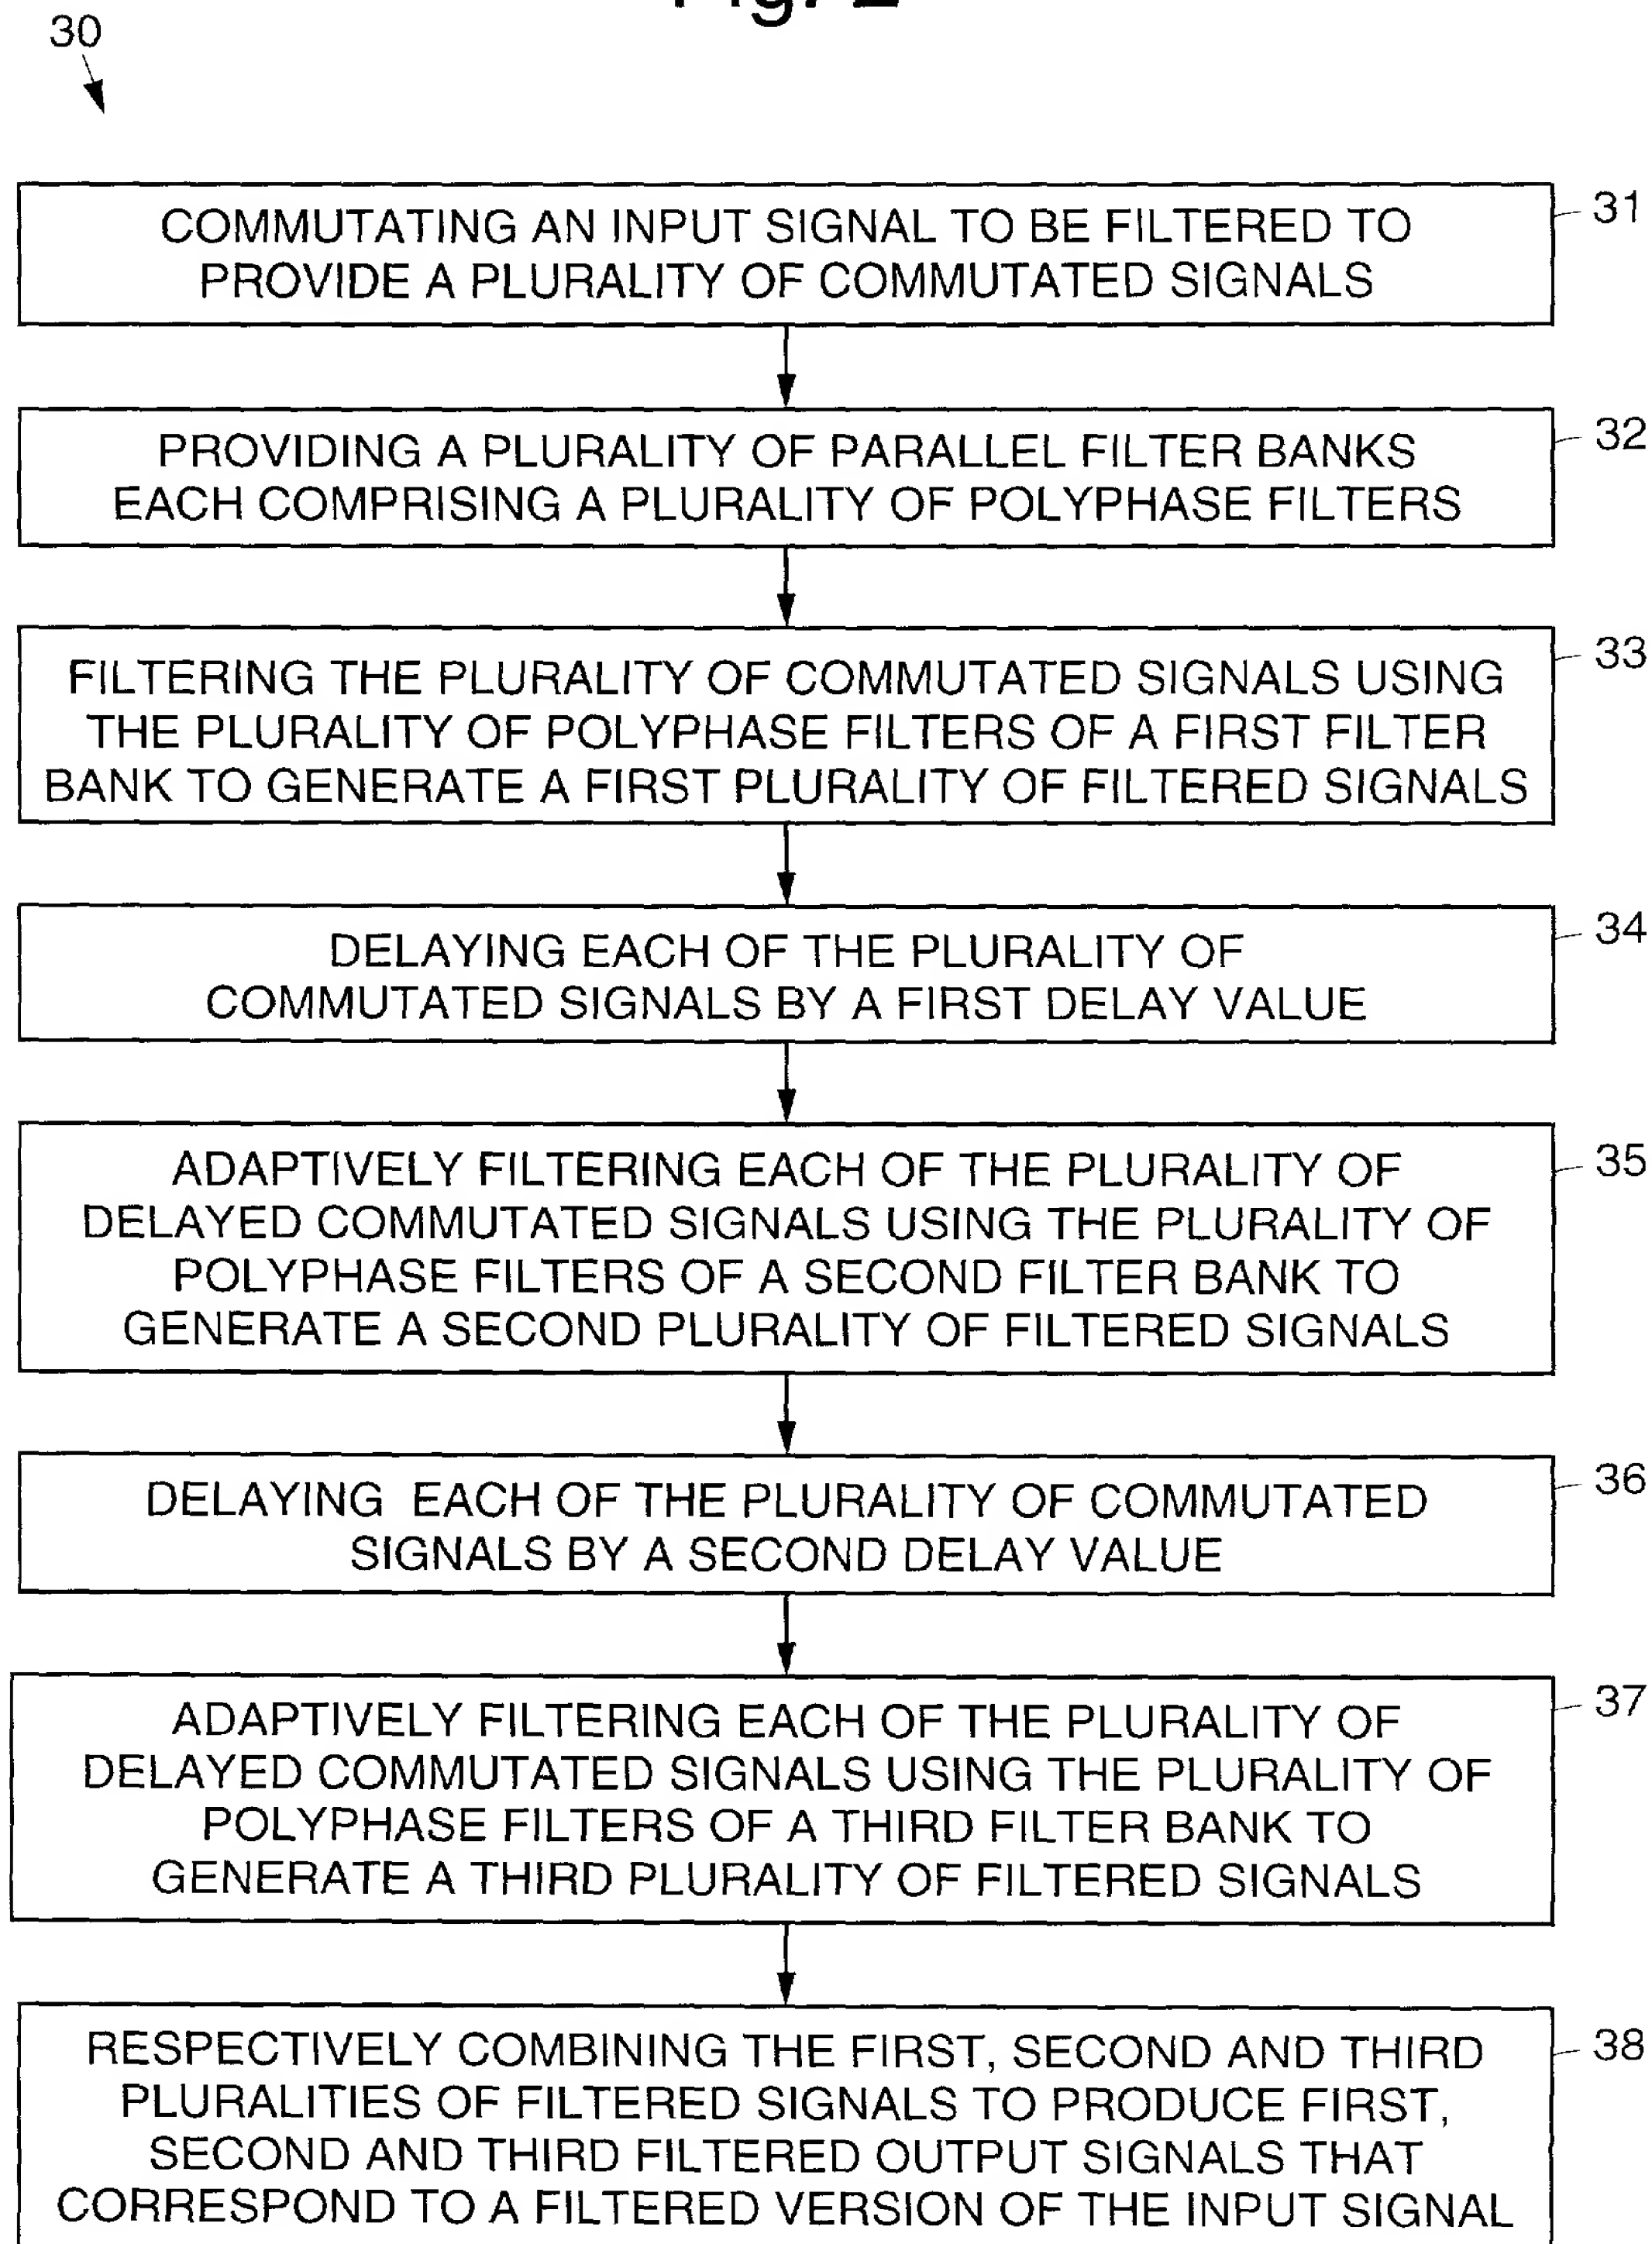 Fig. 2
30
COMMUTATING AN INPUT SIGNAL TO BE FILTERED TO
PROVIDE A PLURALITY OF COMMUTATED SIGNALS
31
PROVIDING A PLURALITY OF PARALLEL FILTER BANKS
EACH COMPRISING A PLURALITY OF POLYPHASE FILTERS
32
FILTERING THE PLURALITY OF COMMUTATED SIGNALS USING
THE PLURALITY OF POLYPHASE FILTERS OF A FIRST FILTER
BANK TO GENERATE A FIRST PLURALITY OF FILTERED SIGNALS
33
DELAYING EACH OF THE PLURALITY OF
COMMUTATED SIGNALS BY A FIRST DELAY VALUE
34
ADAPTIVELY FILTERING EACH OF THE PLURALITY OF
DELAYED COMMUTATED SIGNALS USING THE PLURALITY OF
POLYPHASE FILTERS OF A SECOND FILTER BANK TO
GENERATE A SECOND PLURALITY OF FILTERED SIGNALS
35
DELAYING EACH OF THE PLURALITY OF COMMUTATED
SIGNALS BY A SECOND DELAY VALUE
36
ADAPTIVELY FILTERING EACH OF THE PLURALITY OF
DELAYED COMMUTATED SIGNALS USING THE PLURALITY OF
POLYPHASE FILTERS OF A THIRD FILTER BANK TO
GENERATE A THIRD PLURALITY OF FILTERED SIGNALS
37
RESPECTIVELY COMBINING THE FIRST, SECOND AND THIRD
PLURALITIES OF FILTERED SIGNALS TO PRODUCE FIRST,
SECOND AND THIRD FILTERED OUTPUT SIGNALS THAT
CORRESPOND TO A FILTERED VERSION OF THE INPUT SIGNAL
38